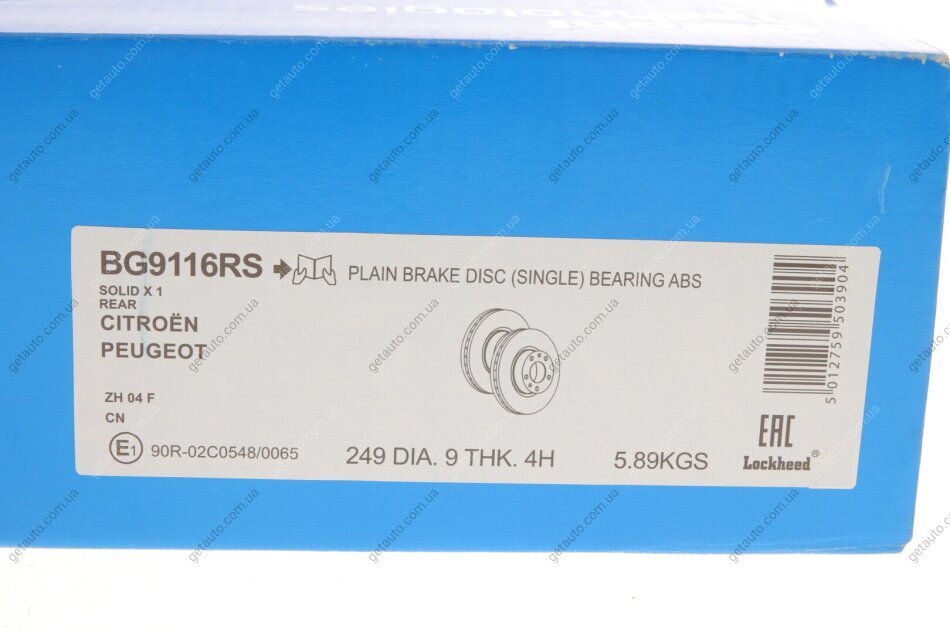 BG9116RS
PLAIN BRAKE DISC (SINGLE) BEARING ABS
SOLID X 1
REAR
CITROËN
PEUGEOT
ZH 04 F
CN
E1 90R-02C0548/0065
249 DIA. 9 THK. 4H
5.89KGS
5 012759 503904
EAC
Lockheed®
getauto.com.ua